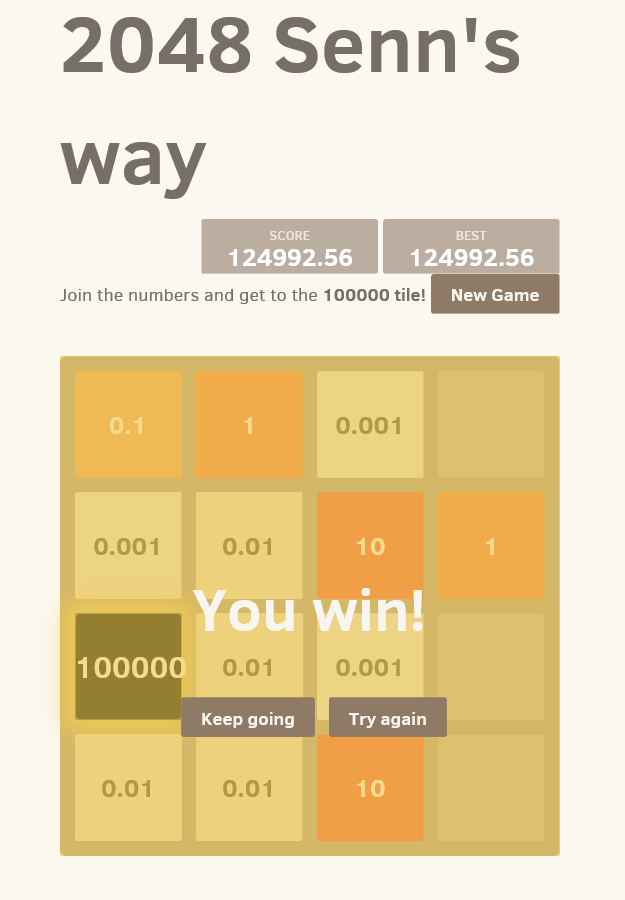 2048 Senn's
way
SCORE BEST
124992.56 124992.56
Join the numbers and get to the 100000 tile! New Game
0.1 1 0.001
0.001 0.01 10 1
You win!
100000 0.01 0.001
Keep going Try again
0.01 0.01 10